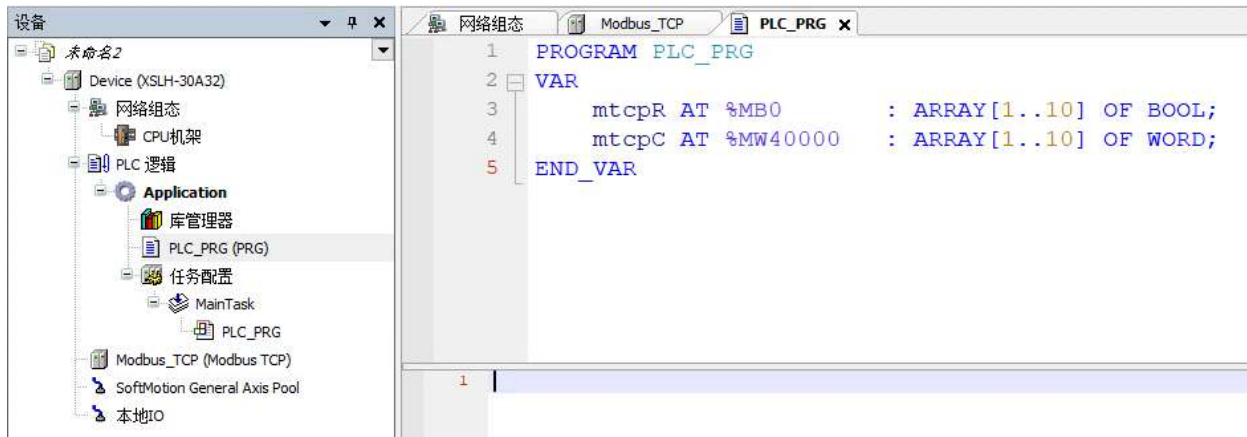 设备
未命名2
Device (XSLH-30A32)
网络组态
CPU机架
PLC 逻辑
Application
库管理器
PLC_PRG (PRG)
任务配置
MainTask
PLC_PRG
Modbus_TCP (Modbus TCP)
SoftMotion General Axis Pool
本地IO
网络组态 Modbus_TCP PLC_PRG
1 PROGRAM PLC_PRG
2 VAR
3 mtcpR AT %MB0 : ARRAY[1..10] OF BOOL;
4 mtcpC AT %MW40000 : ARRAY[1..10] OF WORD;
5 END_VAR
1